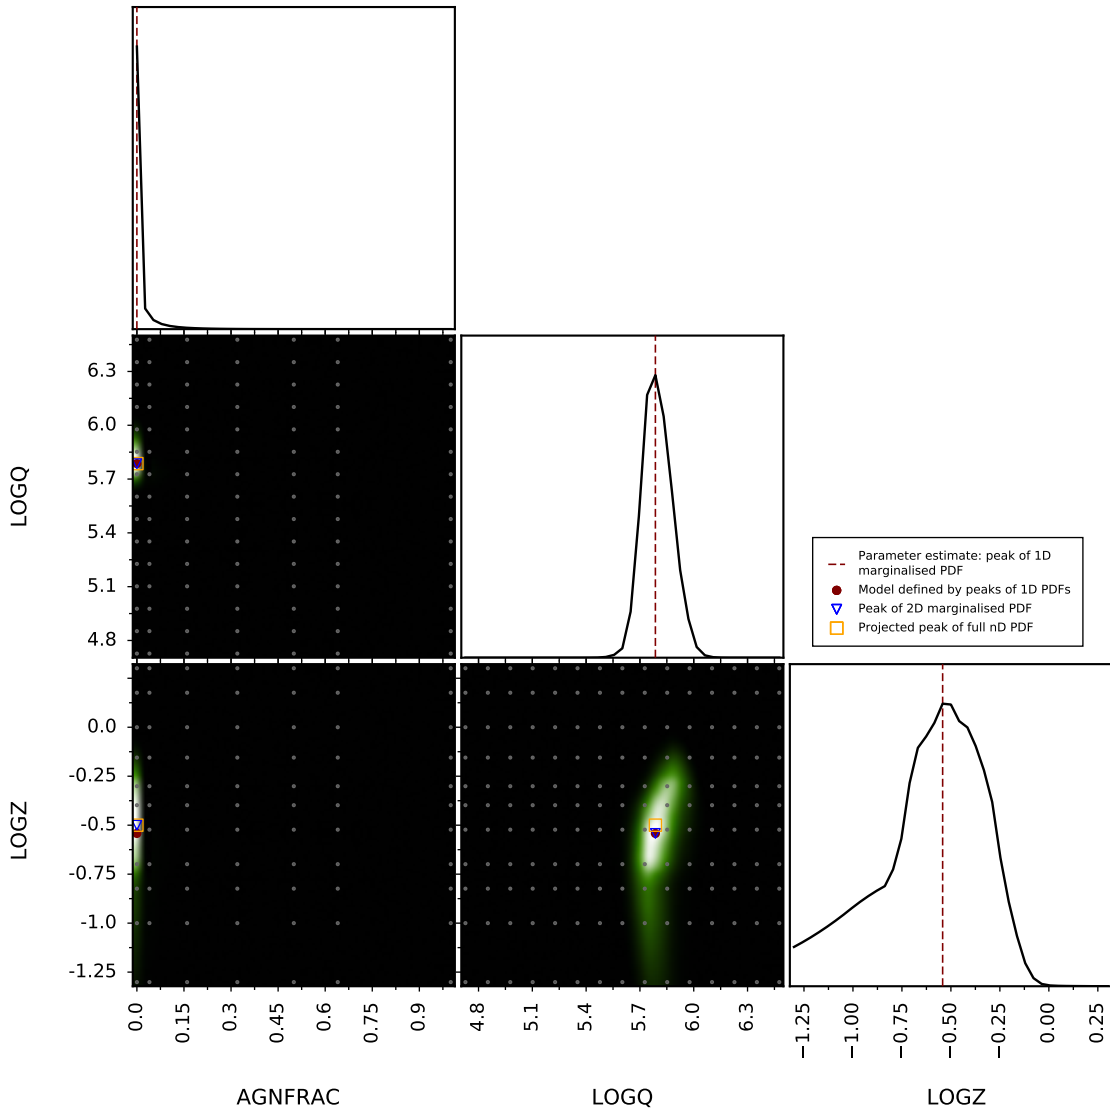 6.3
6.0
5.7
5.4
5.1
4.8
LOGQ
Parameter estimate: peak of 1D
marginalised PDF
Model defined by peaks of 1D PDFs
Peak of 2D marginalised PDF
Projected peak of full nD PDF
0.0
-0.25
-0.5
-0.75
-1.0
-1.25
LOGZ
0.0 0.15 0.3 0.45 0.6 0.75 0.9
4.8 5.1 5.4 5.7 6.0 6.3
−1.25 −1.00 −0.75 −0.50 −0.25 0.00 0.25
AGNFRAC LOGQ LOGZ